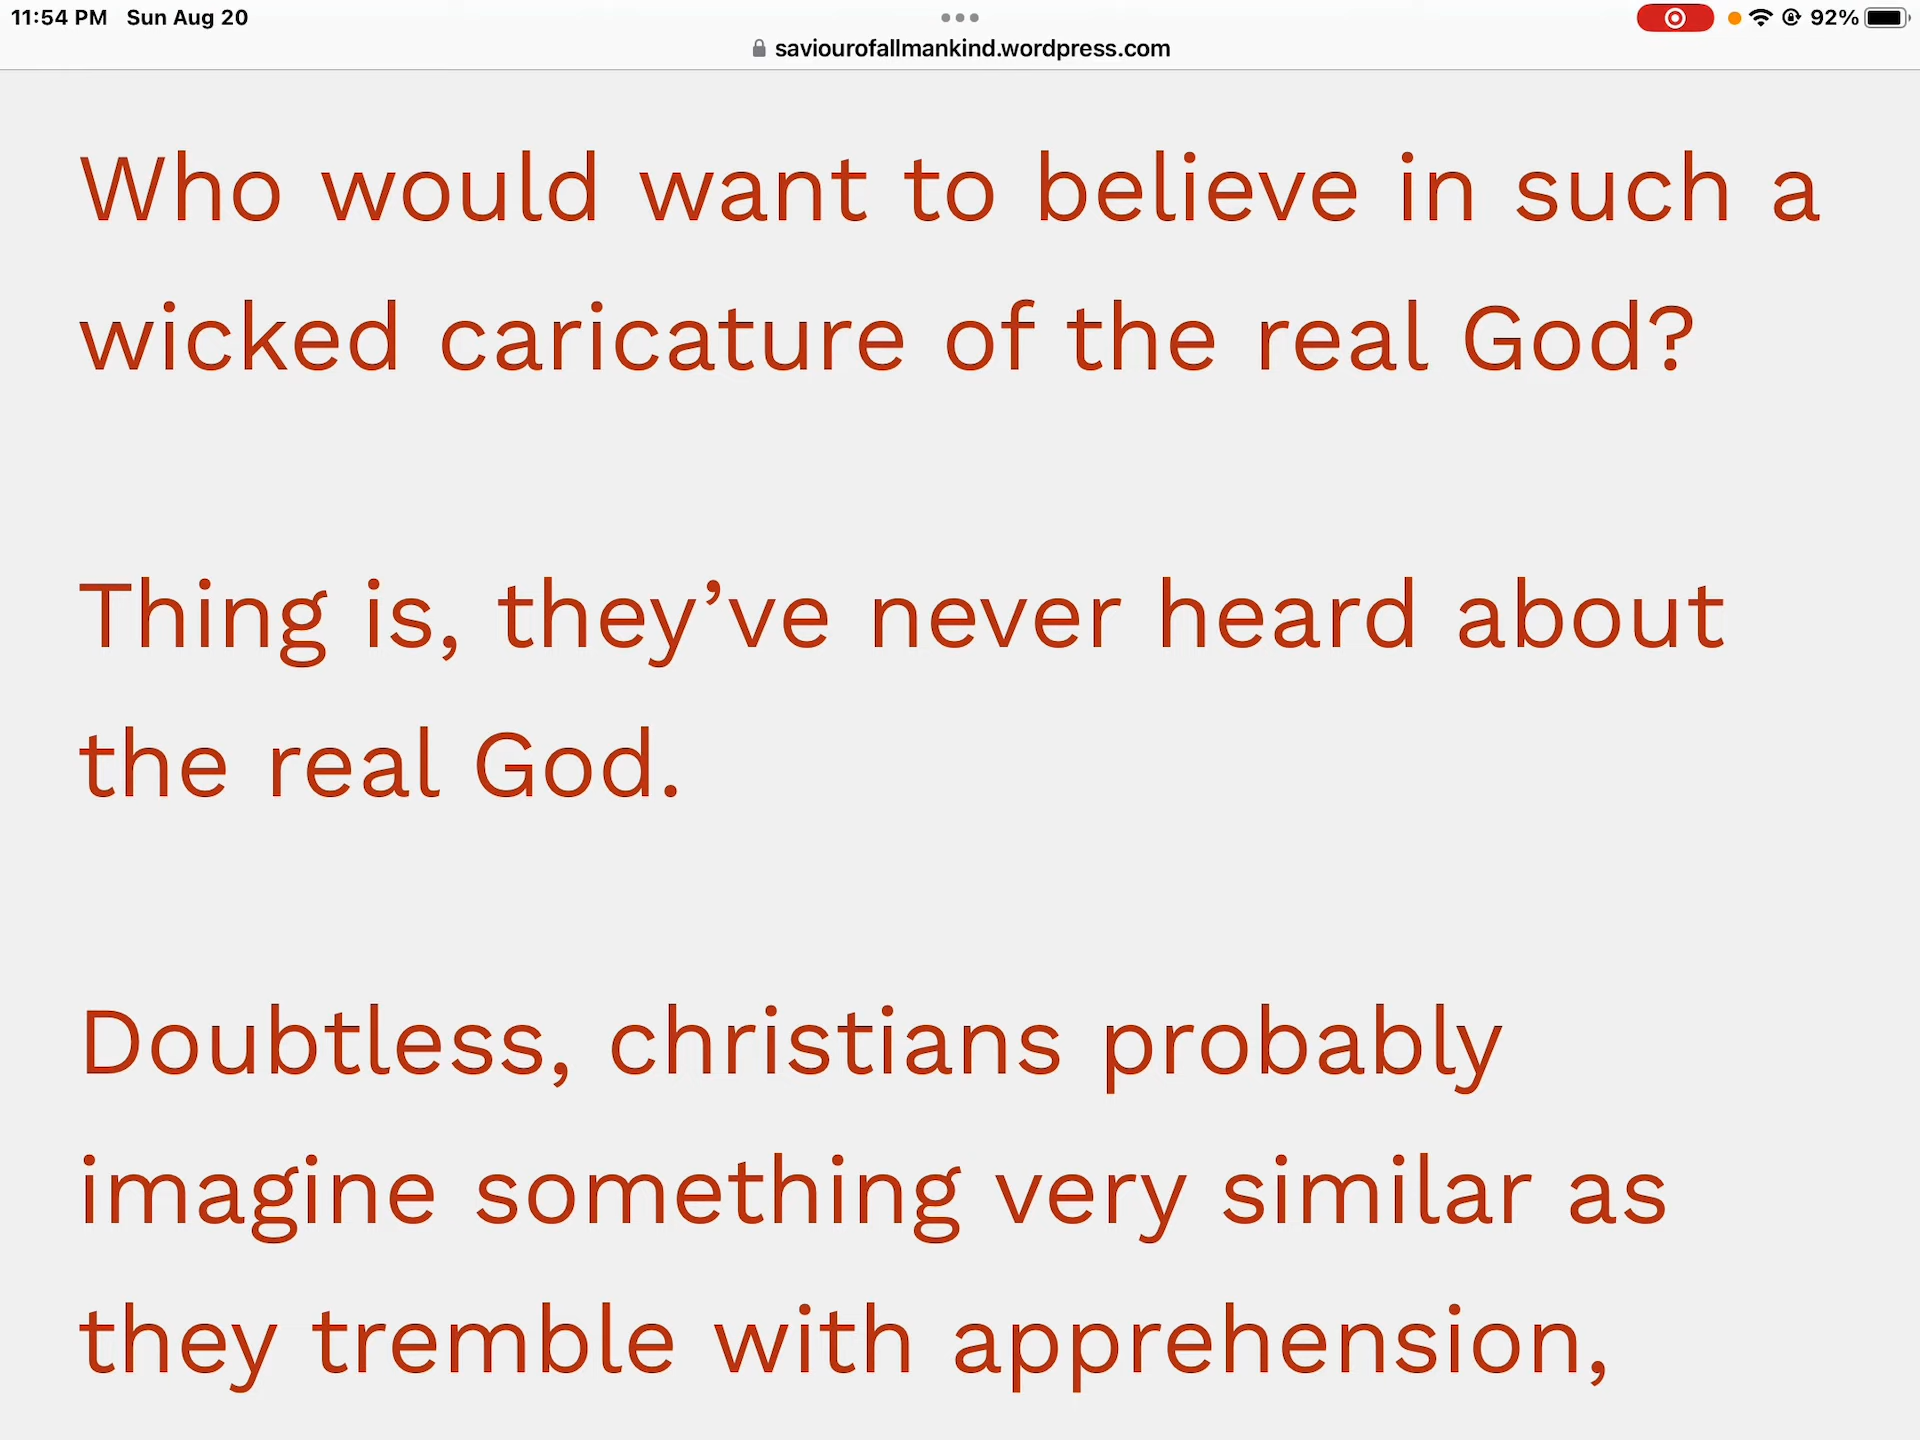 11:54 PM Sun Aug 20
92%
saviourofallmankind.wordpress.com
Who would want to believe in such a
wicked caricature of the real God?
Thing is, they’ve never heard about
the real God.
Doubtless, christians probably
imagine something very similar as
they tremble with apprehension,